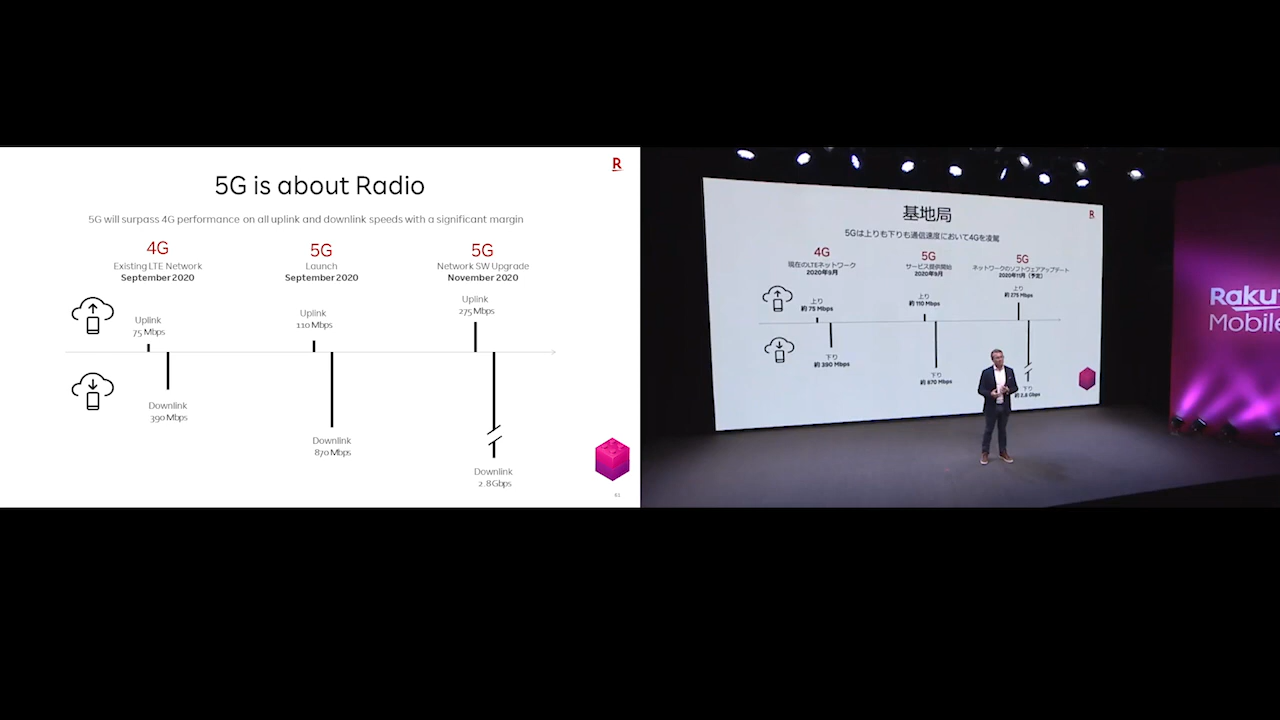 R
5G is about Radio
5G will surpass 4G performance on all uplink and downlink speeds with a significant margin
4G
Existing LTE Network
September 2020
5G
Launch
September 2020
5G
Network SW Upgrade
November 2020
Uplink
75 Mbps
Uplink
110 Mbps
Uplink
275 Mbps
Downlink
390 Mbps
Downlink
870 Mbps
Downlink
2.8 Gbps
61
R
基地局
5Gは上りも下りも通信速度において4Gを凌駕
4G
現在のLTEネットワーク
2020年9月
5G
サービス提供開始
2020年9月
5G
ネットワークのソフトウェアアップデート
2020年11月（予定）
上り
約 75 Mbps
上り
約 110 Mbps
上り
約 275 Mbps
下り
約 390 Mbps
下り
約 870 Mbps
下り
約 2.8 Gbps
Raku
Mobile